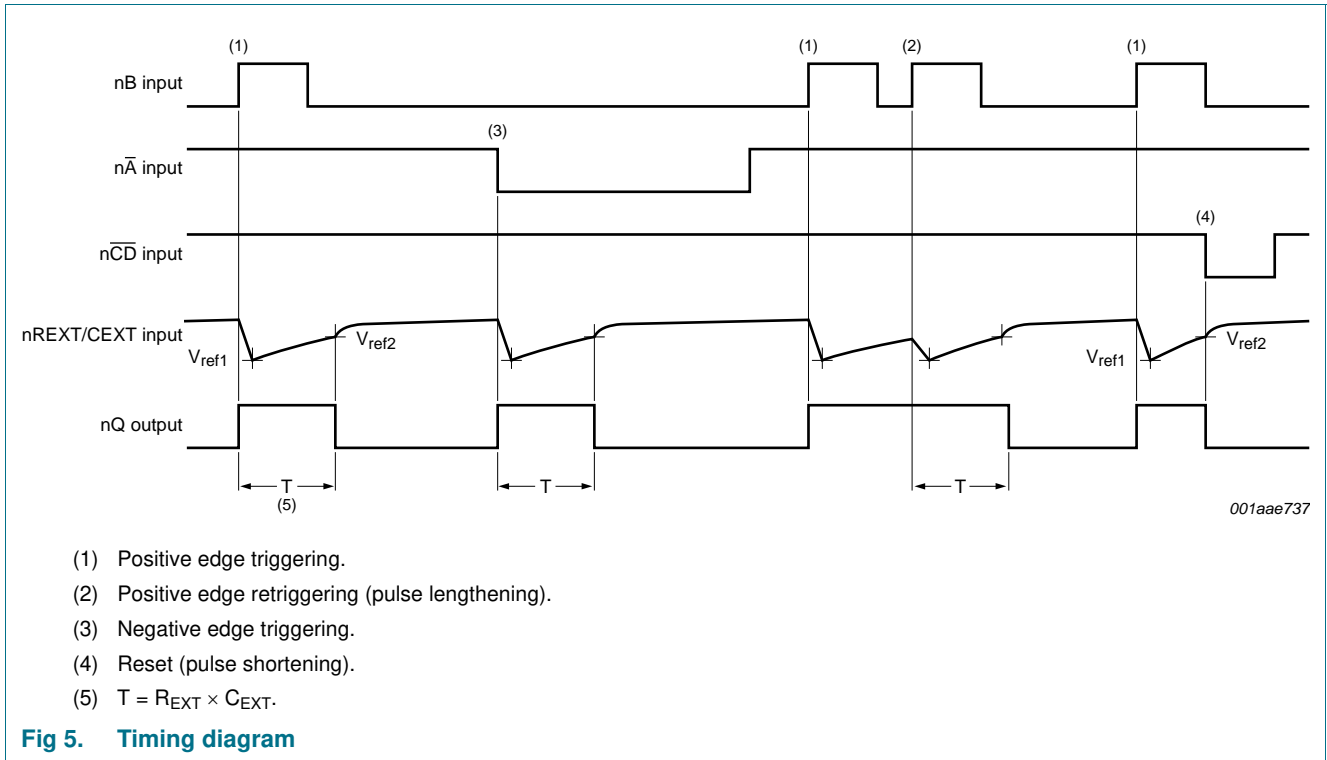 (1) (1) (2) (1)
nB input
(3)
nA̅ input
(4)
nC̅D̅ input
nREXT/CEXT input
Vref1 Vref2 Vref1 Vref2
nQ output
T T T
(5)
001aae737
(1) Positive edge triggering.
(2) Positive edge retriggering (pulse lengthening).
(3) Negative edge triggering.
(4) Reset (pulse shortening).
(5) T = REXT × CEXT.
Fig 5. Timing diagram